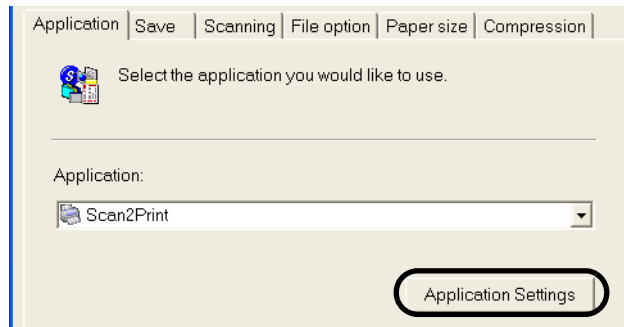 Application Save Scanning File option Paper size Compression
Select the application you would like to use.
Application:
Scan2Print
Application Settings